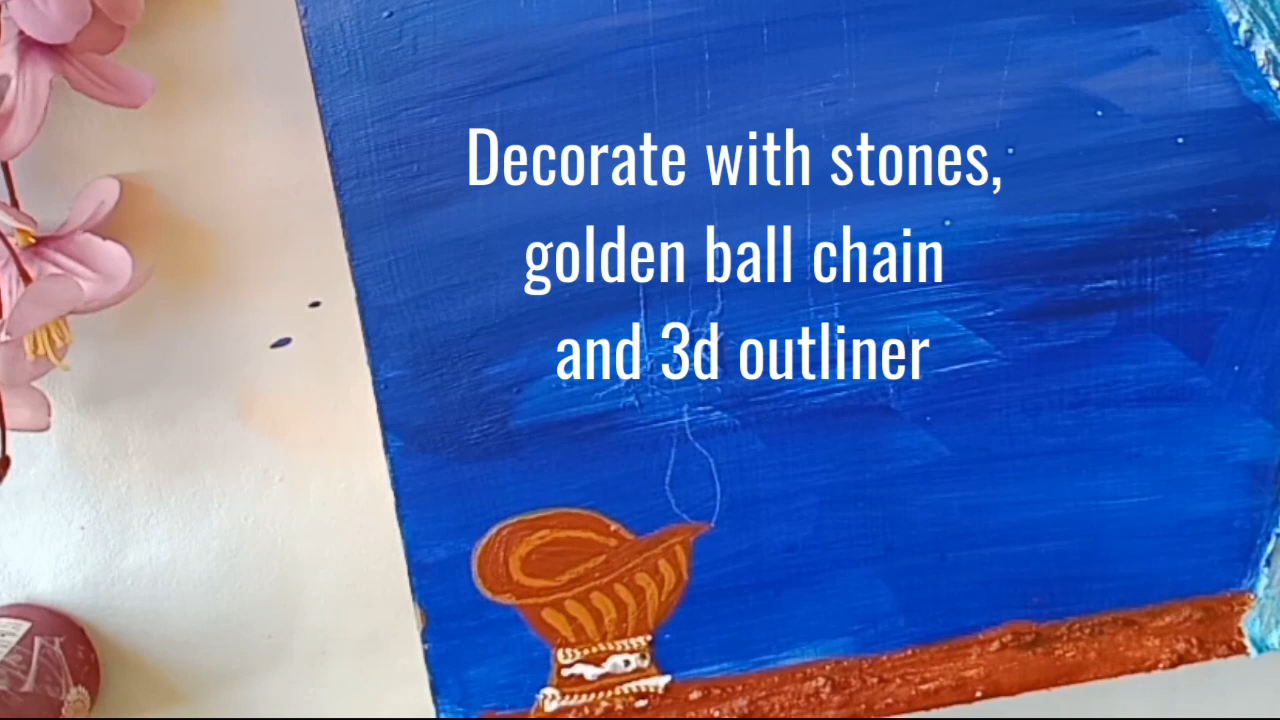 Decorate with stones,
golden ball chain
and 3d outliner